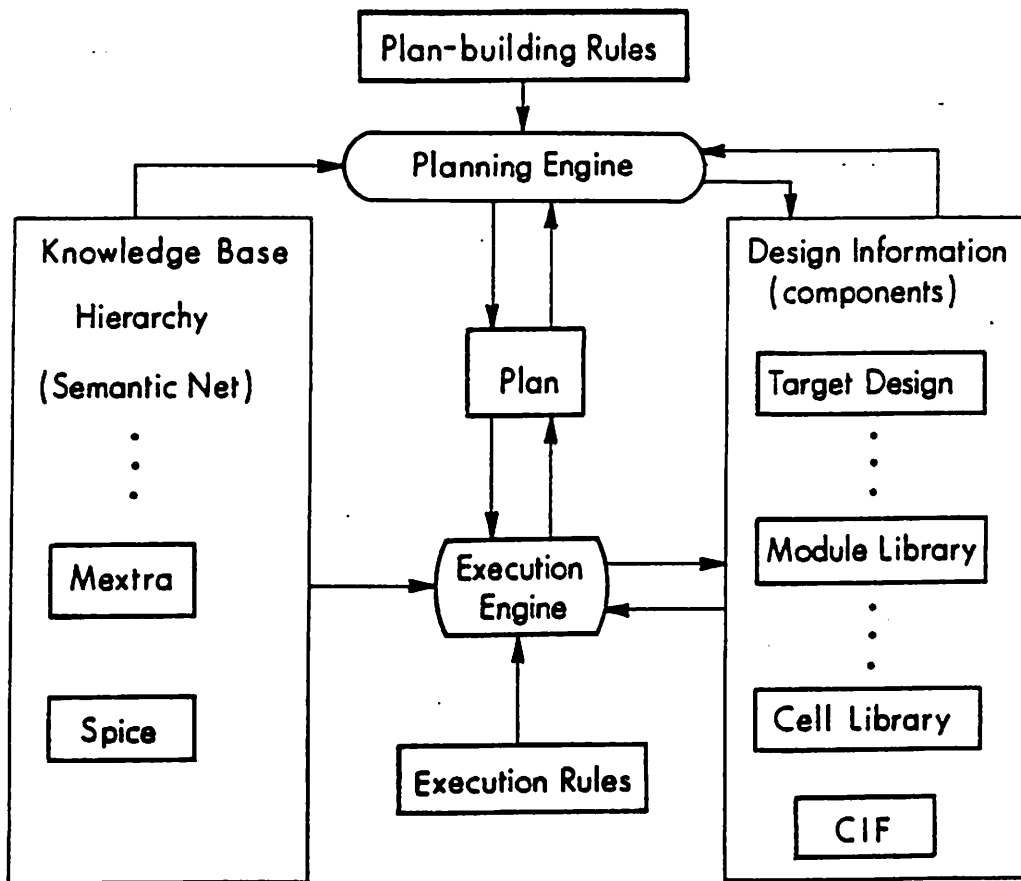 Plan-building Rules
Planning Engine
Knowledge Base
Hierarchy
(Semantic Net)
Mextra
Spice
Plan
Execution
Engine
Execution Rules
Design Information
(components)
Target Design
Module Library
Cell Library
CIF